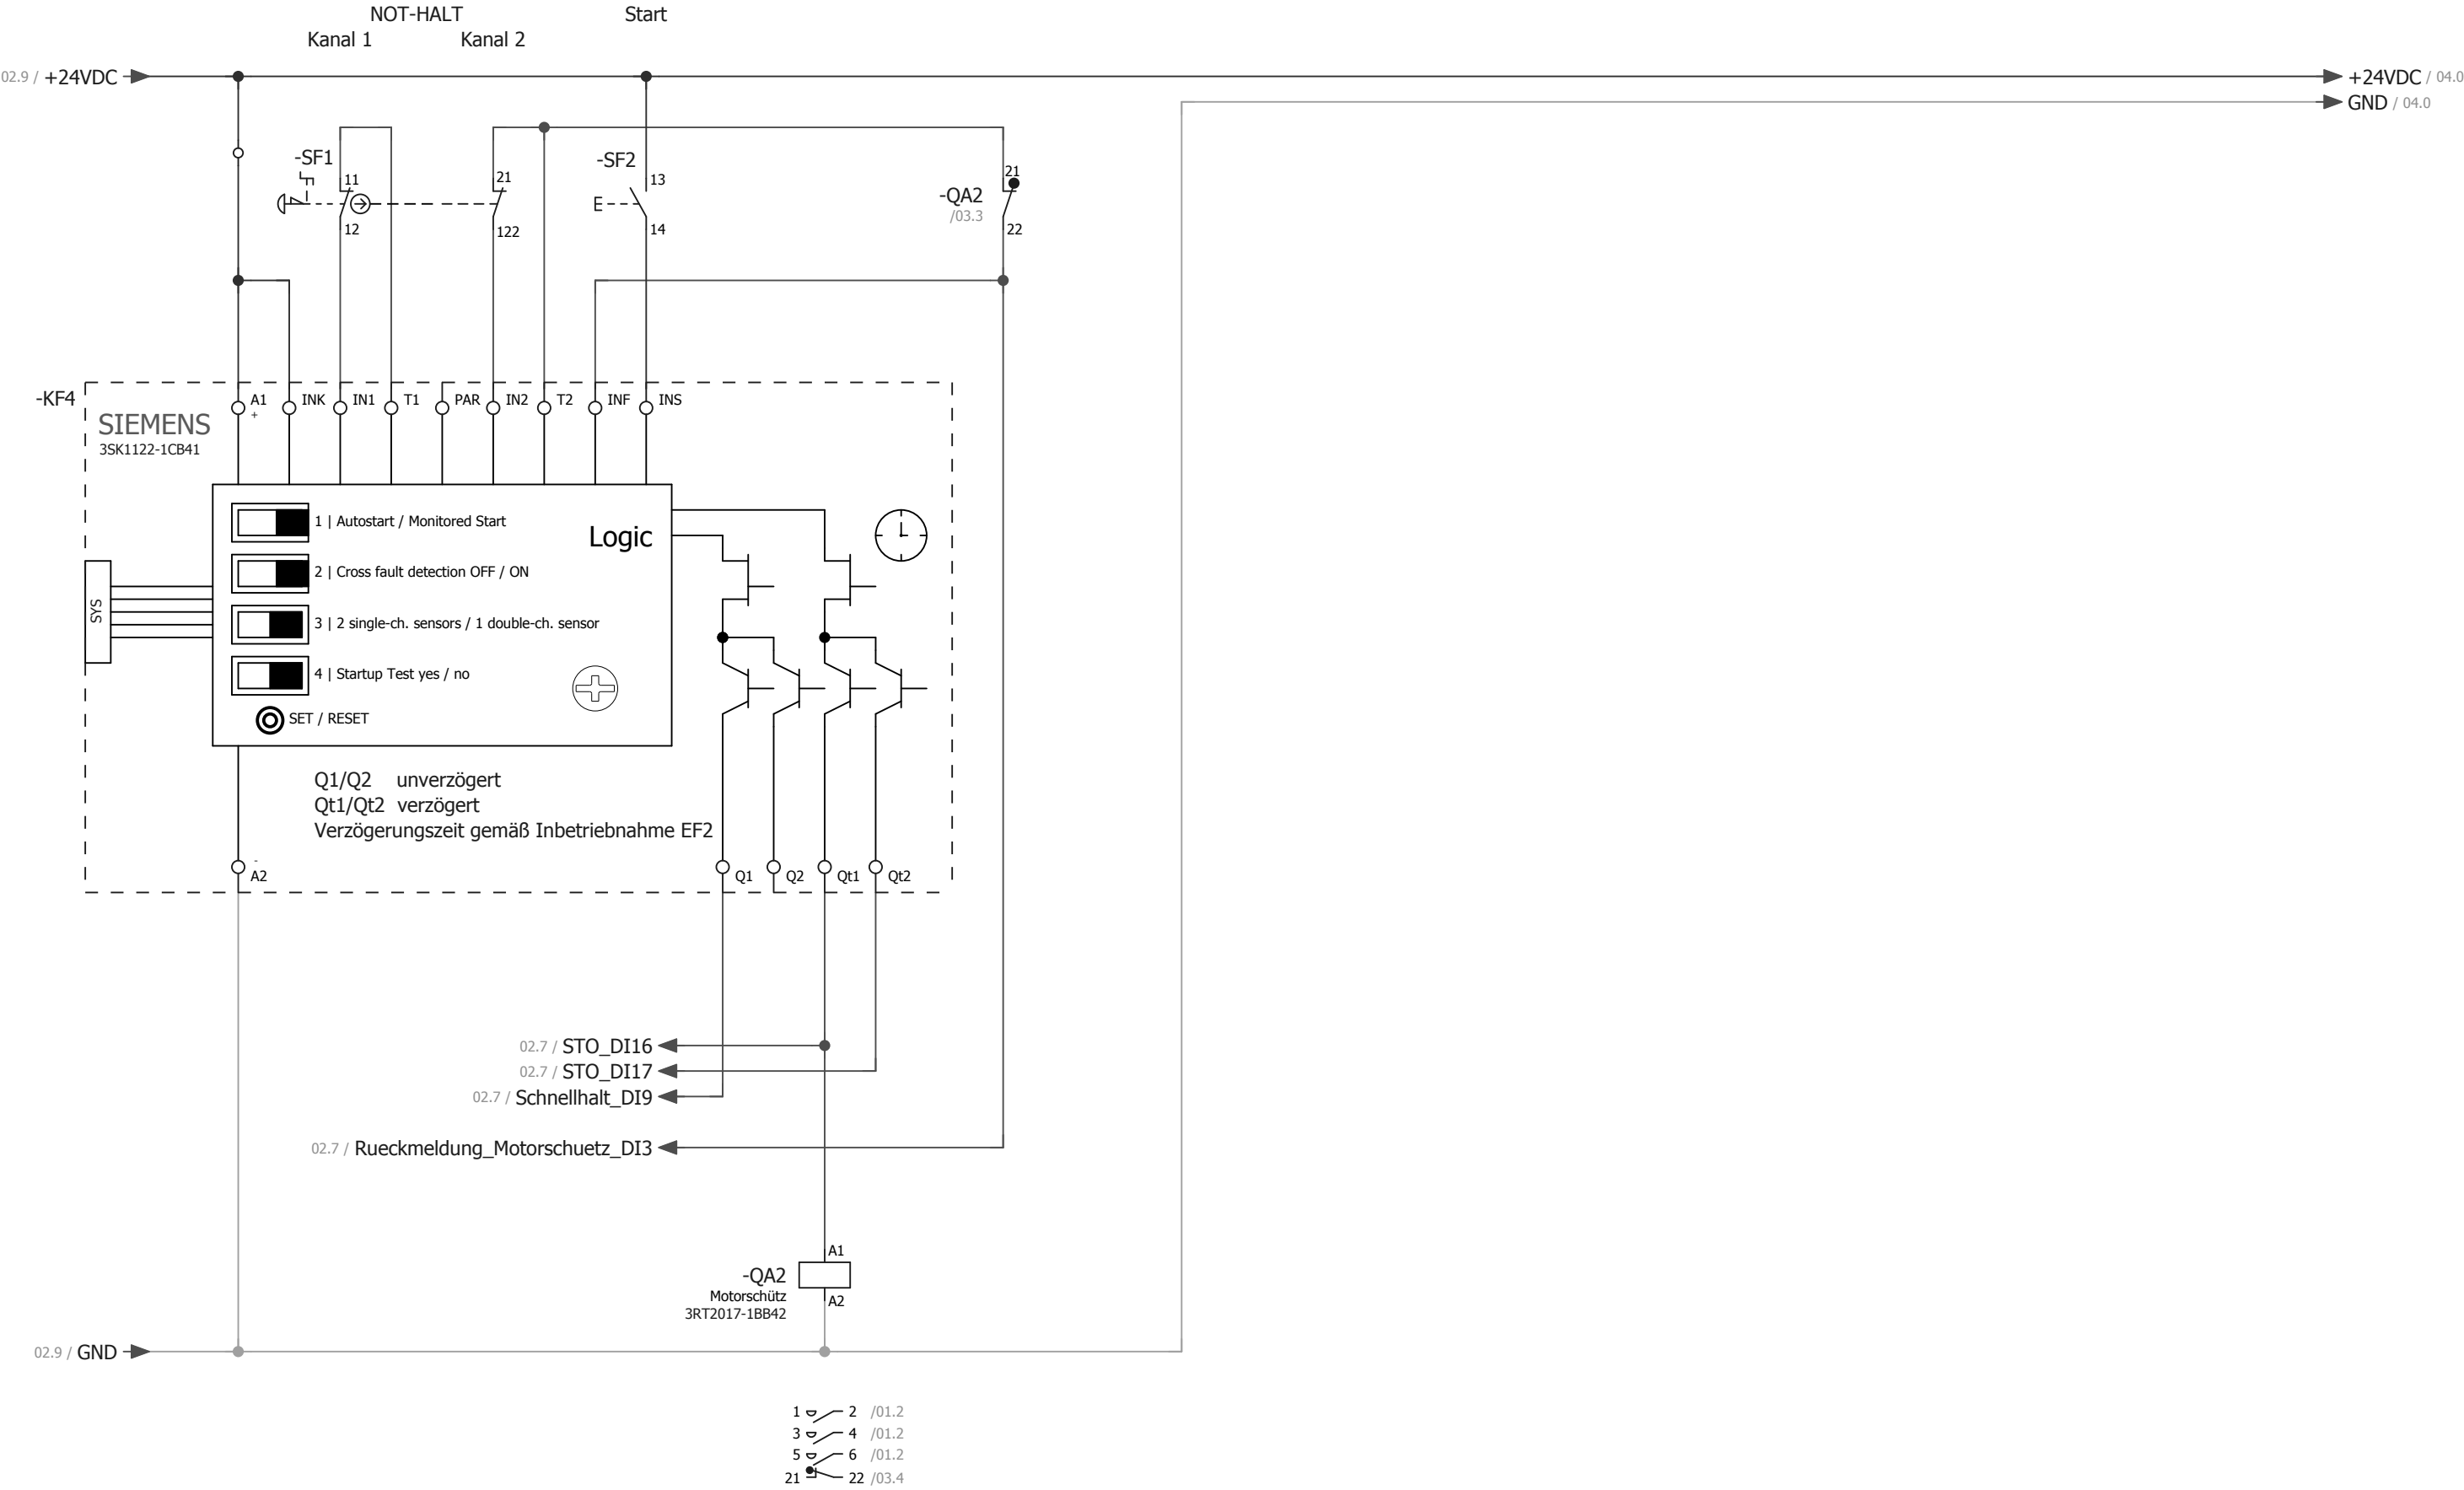 NOT-HALT Start
Kanal 1 Kanal 2
02.9 / +24VDC +24VDC / 04.0
GND / 04.0
-SF1 -SF2
11 21 13 21
-QA2
/03.3
E
12 122 14 22
-KF4
A1 INK IN1 T1 PAR IN2 T2 INF INS
+
SIEMENS
3SK1122-1CB41
1 | Autostart / Monitored Start
Logic
2 | Cross fault detection OFF / ON
SYS
3 | 2 single-ch. sensors / 1 double-ch. sensor
4 | Startup Test yes / no
SET / RESET
Q1/Q2 unverzögert
Qt1/Qt2 verzögert
Verzögerungszeit gemäß Inbetriebnahme EF2
-
A2 Q1 Q2 Qt1 Qt2
02.7 / STO_DI16
02.7 / STO_DI17
02.7 / Schnellhalt_DI9
02.7 / Rueckmeldung_Motorschuetz_DI3
A1
-QA2
Motorschütz
A2
3RT2017-1BB42
02.9 / GND
1 2 /01.2
3 4 /01.2
5 6 /01.2
21 22 /03.4